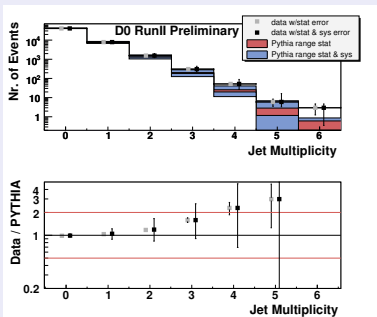 D0 RunII Preliminary
data w/stat error
data w/stat & sys error
Pythia range stat
Pythia range stat & sys
Nr. of Events
10⁴
10³
10²
10
1
0 1 2 3 4 5 6
Jet Multiplicity
Data / PYTHIA
4
3
2
1
0.2
0 1 2 3 4 5 6
Jet Multiplicity